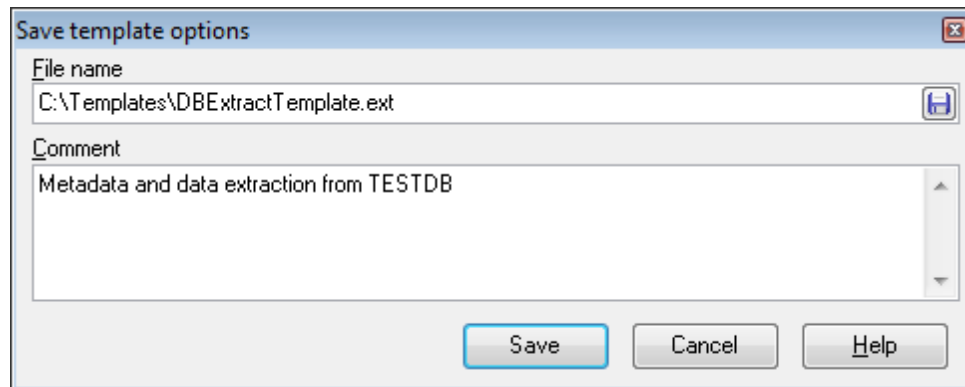 Save template options
File name
C:\Templates\DBExtractTemplate.ext
Comment
Metadata and data extraction from TESTDB
Save Cancel Help